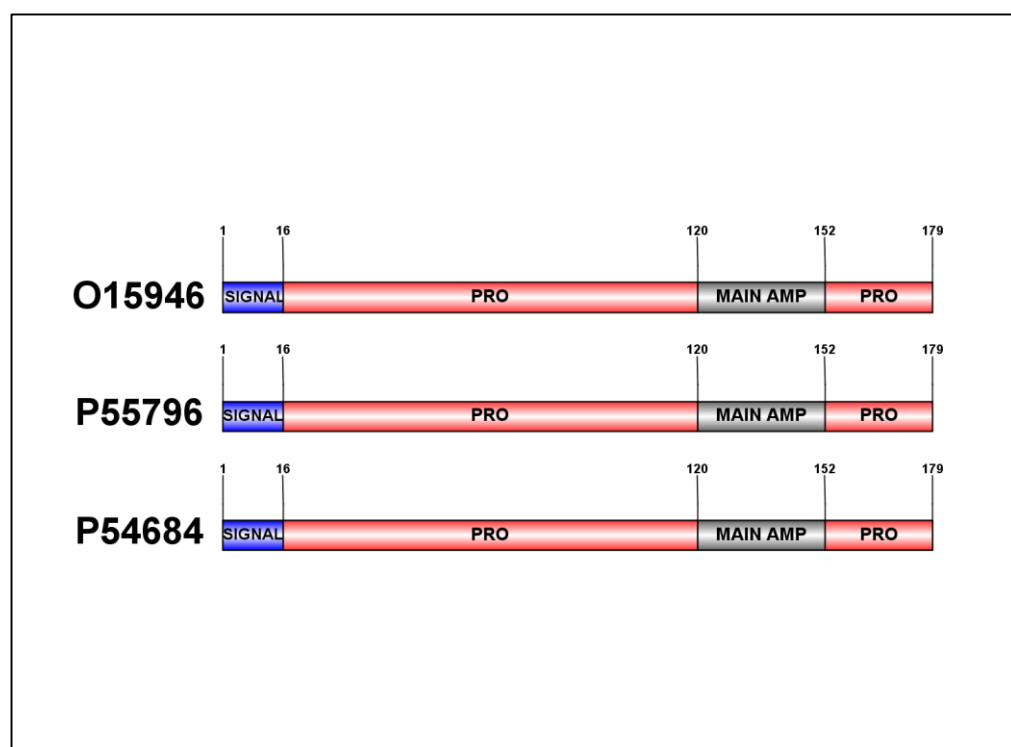 1 16 120 152 179
O15946 SIGNAL PRO MAIN AMP PRO
1 16 120 152 179
P55796 SIGNAL PRO MAIN AMP PRO
1 16 120 152 179
P54684 SIGNAL PRO MAIN AMP PRO